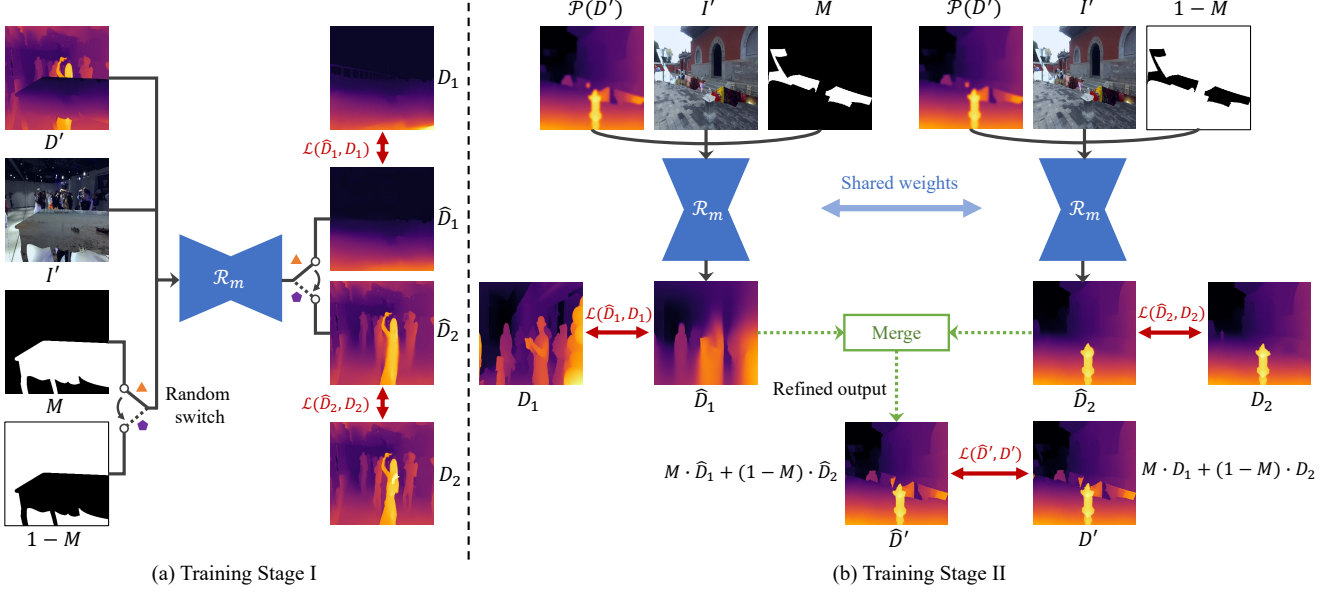 D′
I′
M
1 − M
Random
switch
ℛ_m
D_1
ℒ(D̂_1, D_1)
D̂_1
D̂_2
ℒ(D̂_2, D_2)
D_2
(a) Training Stage I
𝒫(D′) I′ M
𝒫(D′) I′ 1 − M
ℛ_m
Shared weights
ℛ_m
ℒ(D̂_1, D_1)
Merge
ℒ(D̂_2, D_2)
D_1
D̂_1
Refined output
D̂_2
D_2
M · D̂_1 + (1 − M) · D̂_2
ℒ(D̂′, D′)
M · D_1 + (1 − M) · D_2
D̂′
D′
(b) Training Stage II